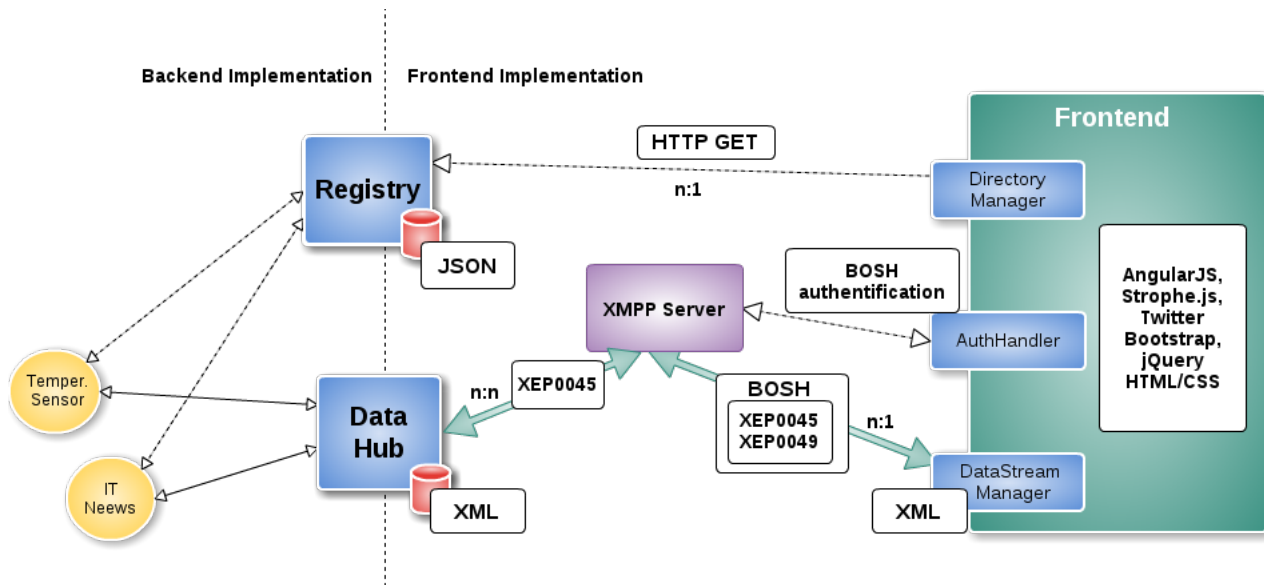 Backend Implementation
Frontend Implementation
Frontend
HTTP GET
n:1
Registry
JSON
Directory
Manager
BOSH
authentification
XMPP Server
AuthHandler
AngularJS,
Strophe.js,
Twitter
Bootstrap,
jQuery
HTML/CSS
Temper.
Sensor
IT
Neews
Data
Hub
XML
n:n
XEP0045
BOSH
XEP0045
XEP0049
n:1
DataStream
Manager
XML